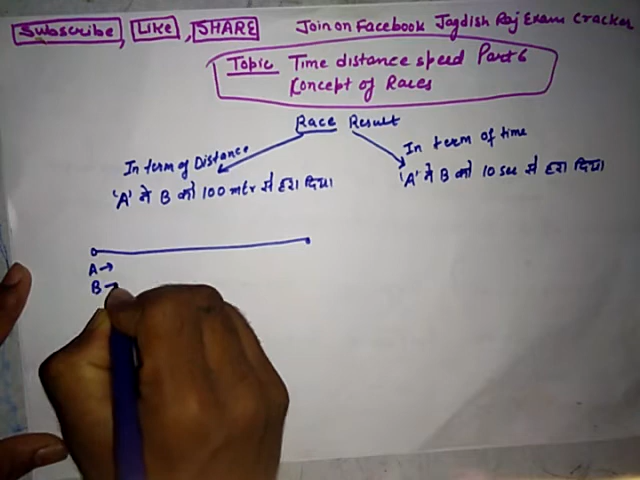 Subscribe, Like, SHARE Join on Facebook Jagdish Raj Exam Cracker
Topic Time distance speed Part 6
Concept of Races
Race Result
In term of Distance
In term of time
'A' ने B को 100 mtr से हरा दिया
'A' ने B को 10 sec से हरा दिया
A→
B→